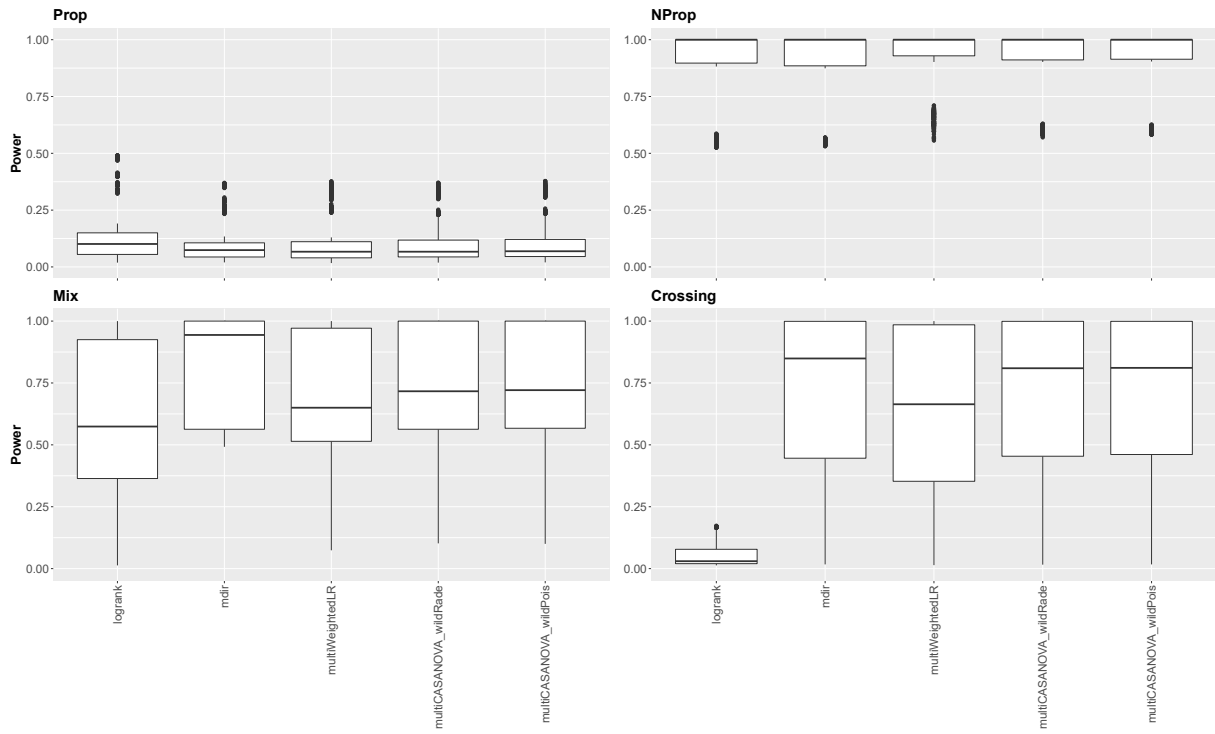 Prop
NProp
1.00
0.75
0.50
0.25
0.00
Power
1.00
0.75
0.50
0.25
0.00
Mix
Crossing
1.00
0.75
0.50
0.25
0.00
Power
1.00
0.75
0.50
0.25
0.00
logrank
mdir
multiWeightedLR
multiCASANOVA_wildRade
multiCASANOVA_wildPois
logrank
mdir
multiWeightedLR
multiCASANOVA_wildRade
multiCASANOVA_wildPois